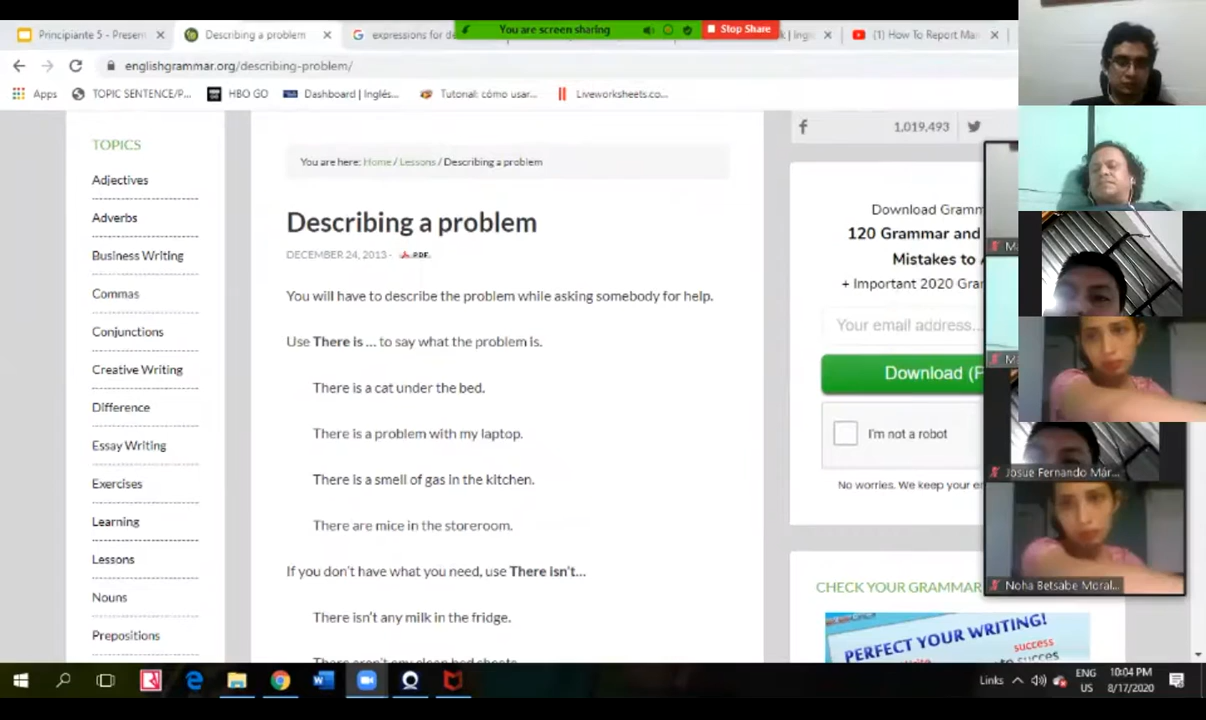 Principiante 5 - Present
Describing a problem
expressions for de
You are screen sharing
Stop Share
(1) How To Report Ma
englishgrammar.org/describing-problem/
Apps
TOPIC SENTENCE/P...
HBO GO
Dashboard | Inglés...
Tutorial: cómo usar...
Liveworksheets.co...
TOPICS
Adjectives
Adverbs
Business Writing
Commas
Conjunctions
Creative Writing
Difference
Essay Writing
Exercises
Learning
Lessons
Nouns
Prepositions
You are here: Home / Lessons / Describing a problem
Describing a problem
DECEMBER 24, 2013 - PDF
You will have to describe the problem while asking somebody for help.
Use There is ... to say what the problem is.
There is a cat under the bed.
There is a problem with my laptop.
There is a smell of gas in the kitchen.
There are mice in the storeroom.
If you don't have what you need, use There isn't...
There isn't any milk in the fridge.
There aren't any clean bed sheets
1,019,493
Download Gramm
120 Grammar and
Mistakes to
+ Important 2020 Gra
Your email address...
Download (P
I'm not a robot
No worries. We keep your e
CHECK YOUR GRAMMAR
PERFECT YOUR WRITING!
success
to succes
Josue Fernando Már...
Noha Betsabe Moral...
Links
ENG
US
10:04 PM
8/17/2020